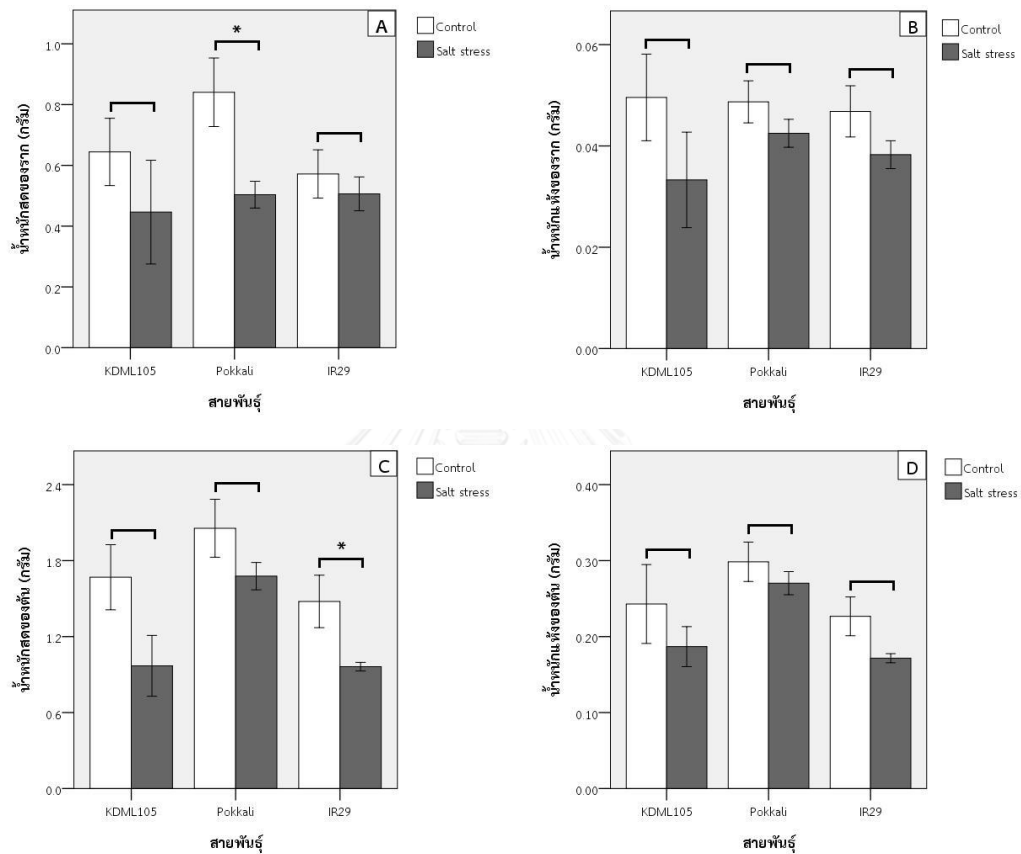 A
Control
Salt stress
*
1.0
0.8
0.6
0.4
0.2
0.0
น้ำหนักสดของราก (กรัม)
KDML105 Pokkali IR29
สายพันธุ์
B
Control
Salt stress
0.06
0.04
0.02
0.00
น้ำหนักแห้งของราก (กรัม)
KDML105 Pokkali IR29
สายพันธุ์
C
Control
Salt stress
*
2.4
1.8
1.2
0.6
0.0
น้ำหนักสดของต้น (กรัม)
KDML105 Pokkali IR29
สายพันธุ์
D
Control
Salt stress
0.40
0.30
0.20
0.10
0.00
น้ำหนักแห้งของต้น (กรัม)
KDML105 Pokkali IR29
สายพันธุ์